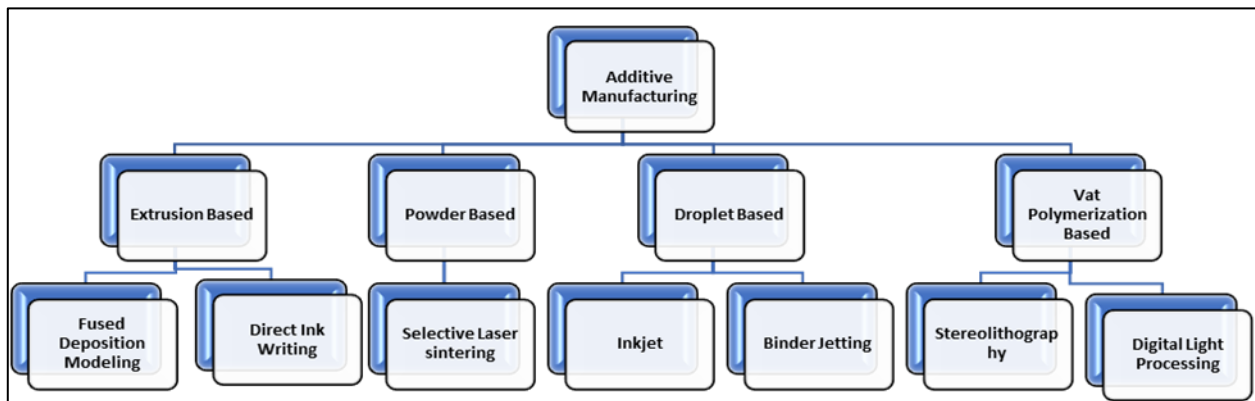 Additive
Manufacturing
Extrusion Based
Powder Based
Droplet Based
Vat
Polymerization
Based
Fused
Deposition
Modeling
Direct Ink
Writing
Selective Laser
sintering
Inkjet
Binder Jetting
Stereolithograp
hy
Digital Light
Processing